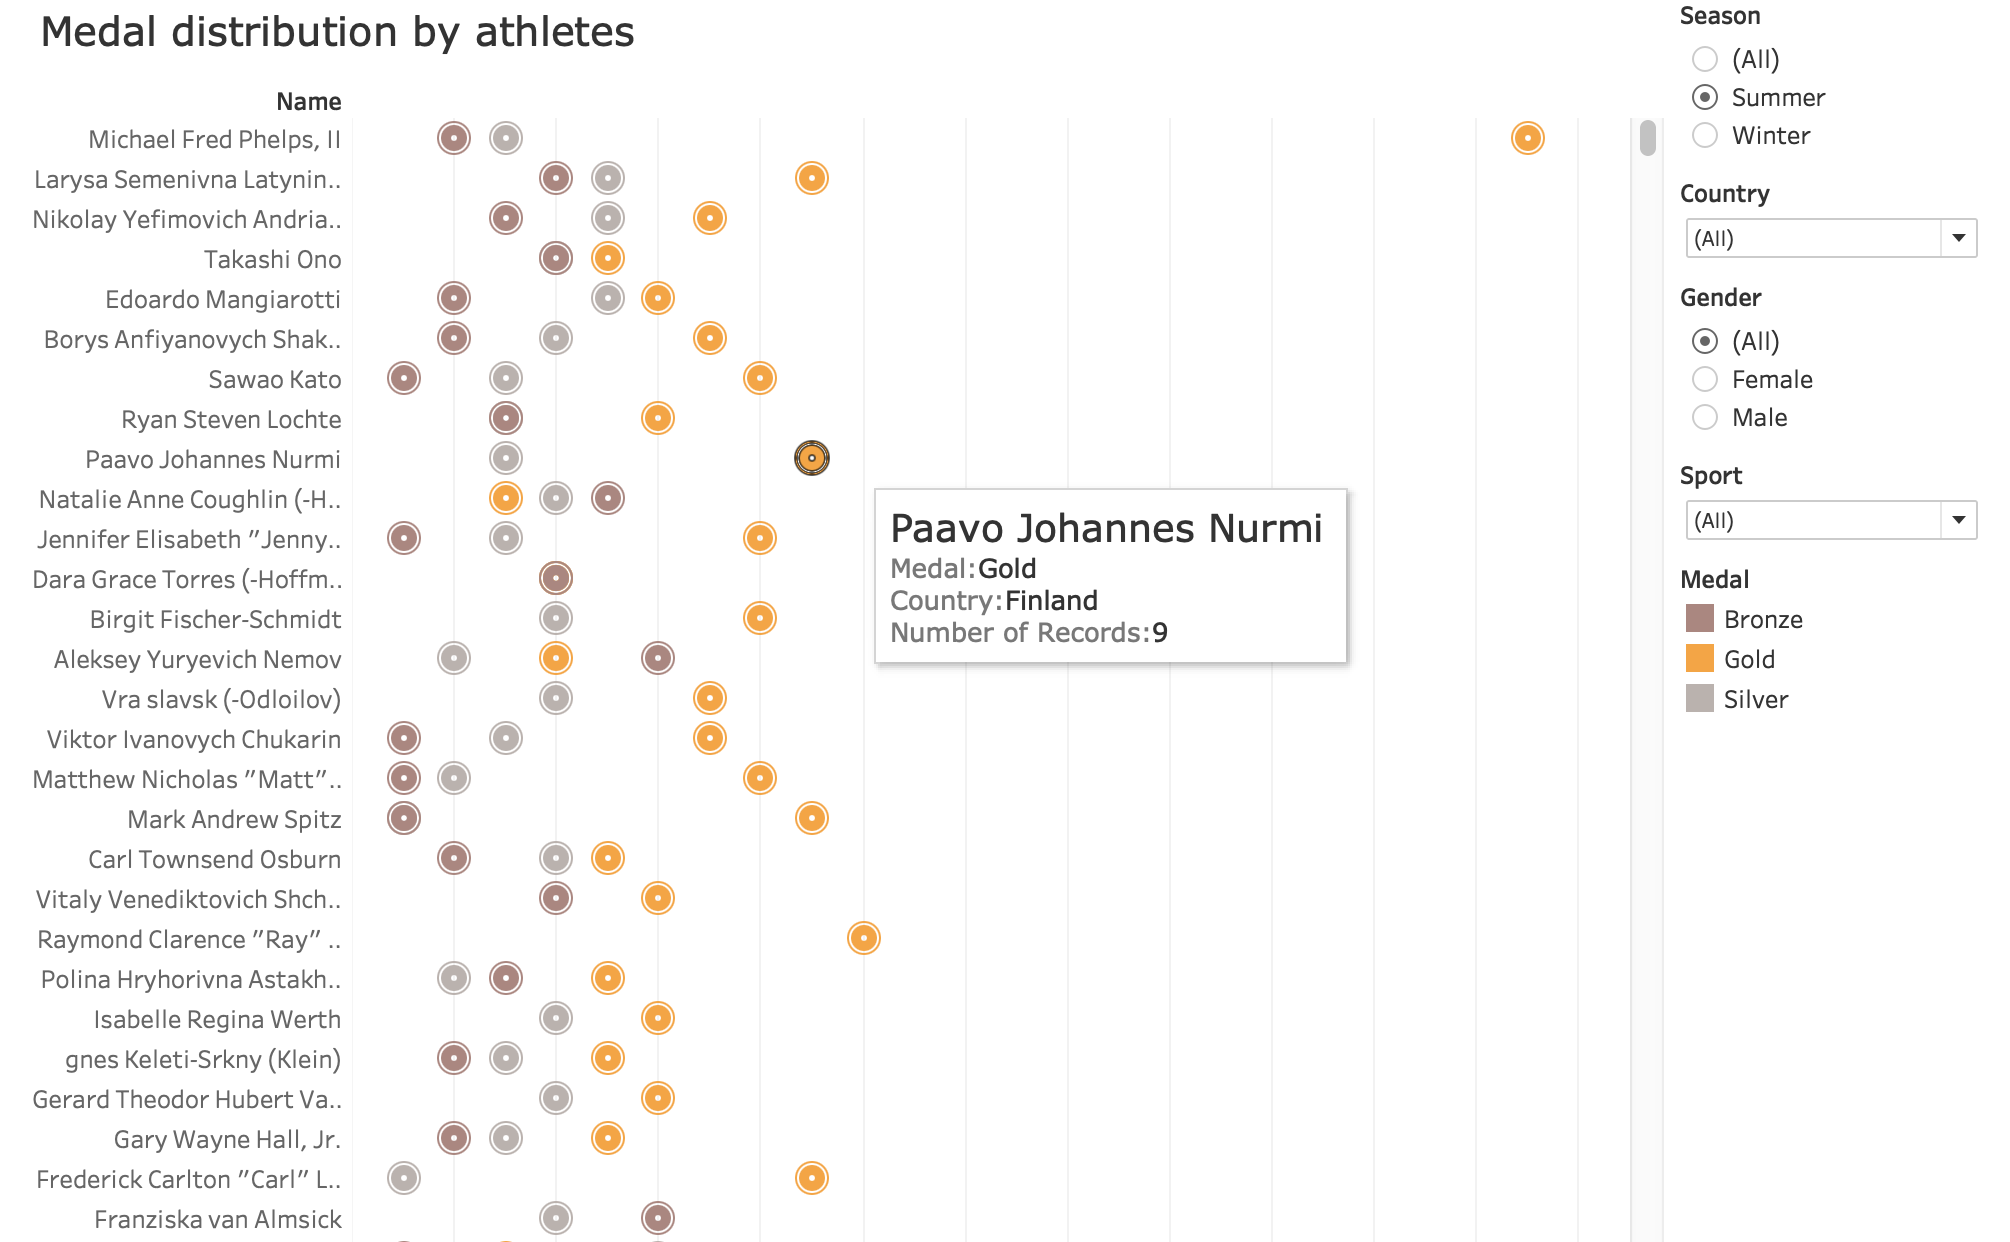 Medal distribution by athletes
Name
Michael Fred Phelps, II
Larysa Semenivna Latynin..
Nikolay Yefimovich Andria..
Takashi Ono
Edoardo Mangiarotti
Borys Anfiyanovych Shak..
Sawao Kato
Ryan Steven Lochte
Paavo Johannes Nurmi
Natalie Anne Coughlin (-H..
Jennifer Elisabeth "Jenny..
Dara Grace Torres (-Hoffm..
Birgit Fischer-Schmidt
Aleksey Yuryevich Nemov
Vra slavsk (-Odloilov)
Viktor Ivanovych Chukarin
Matthew Nicholas "Matt"..
Mark Andrew Spitz
Carl Townsend Osburn
Vitaly Venediktovich Shch..
Raymond Clarence "Ray" ..
Polina Hryhorivna Astakh..
Isabelle Regina Werth
gnes Keleti-Srkny (Klein)
Gerard Theodor Hubert Va..
Gary Wayne Hall, Jr.
Frederick Carlton "Carl" L..
Franziska van Almsick
Paavo Johannes Nurmi
Medal:Gold
Country:Finland
Number of Records:9
Season
(All)
Summer
Winter
Country
(All)
Gender
(All)
Female
Male
Sport
(All)
Medal
Bronze
Gold
Silver